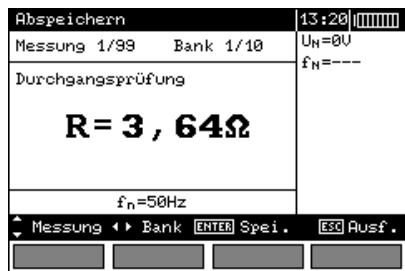 Abspeichern 13:20
Messung 1/99 Bank 1/10
UN=0V
fN=---
Durchgangsprüfung
R=3,64Ω
fn=50Hz
Messung Bank ENTER Spei. ESC Ausf.